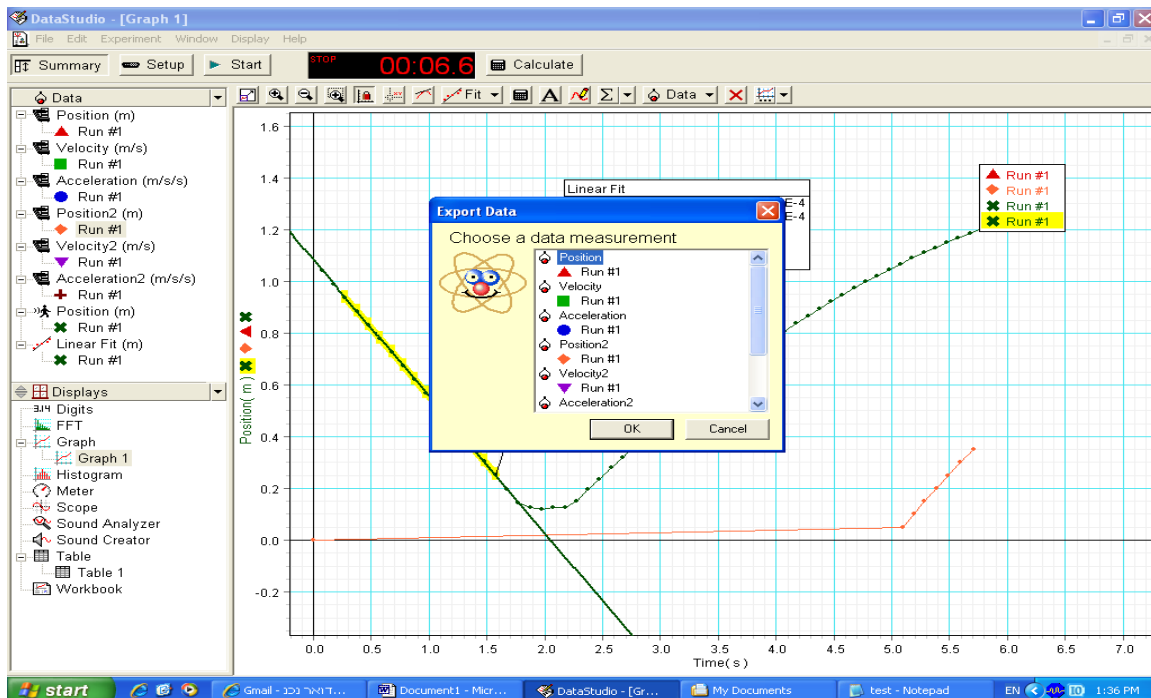 DataStudio - [Graph 1]
File Edit Experiment Window Display Help
Summary Setup Start STOP 00:06.6 Calculate
Data
Fit A Σ Data
Position (m)
Run #1
Velocity (m/s)
Run #1
Acceleration (m/s/s)
Run #1
Position2 (m)
Run #1
Velocity2 (m/s)
Run #1
Acceleration2 (m/s/s)
Run #1
Position (m)
Run #1
Linear Fit (m)
Run #1
Displays
3.14 Digits
FFT
Graph
Graph 1
Histogram
Meter
Scope
Sound Analyzer
Sound Creator
Table
Table 1
Workbook
Position( m )
1.6
1.4
1.2
1.0
0.8
0.6
0.4
0.2
0.0
-0.2
Linear Fit
E-4
E-4
Run #1
Run #1
Run #1
Run #1
Export Data
Choose a data measurement
Position
Run #1
Velocity
Run #1
Acceleration
Run #1
Position2
Run #1
Velocity2
Run #1
Acceleration2
OK Cancel
0.0 0.5 1.0 1.5 2.0 2.5 3.0 3.5 4.0 4.5 5.0 5.5 6.0 6.5 7.0
Time( s )
start Gmail - דואר נכנ... Document1 - Micr... DataStudio - [Gr... My Documents test - Notepad EN 1:36 PM